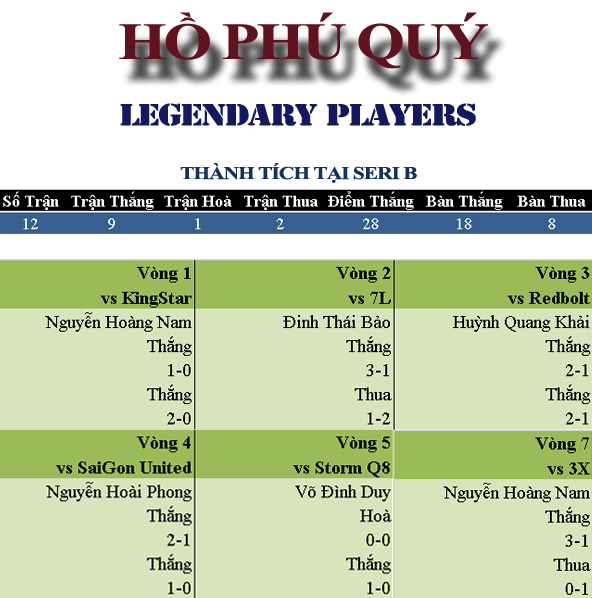 HỒ PHÚ QUÝ
LEGENDARY PLAYERS
THÀNH TÍCH TẠI SERI B
Số Trận Trận Thắng Trận Hoà Trận Thua Điểm Thắng Bàn Thắng Bàn Thua
12 9 1 2 28 18 8
Vòng 1 Vòng 2 Vòng 3
vs KingStar vs 7L vs Redbolt
Nguyễn Hoàng Nam Đinh Thái Bảo Huỳnh Quang Khải
Thắng Thắng Thắng
1-0 3-1 2-1
Thắng Thua Thắng
2-0 1-2 2-1
Vòng 4 Vòng 5 Vòng 7
vs SaiGon United vs Storm Q8 vs 3X
Nguyễn Hoài Phong Võ Đình Duy Nguyễn Hoàng Nam
Thắng Hoà Thắng
2-1 0-0 3-1
Thắng Thắng Thua
1-0 1-0 0-1